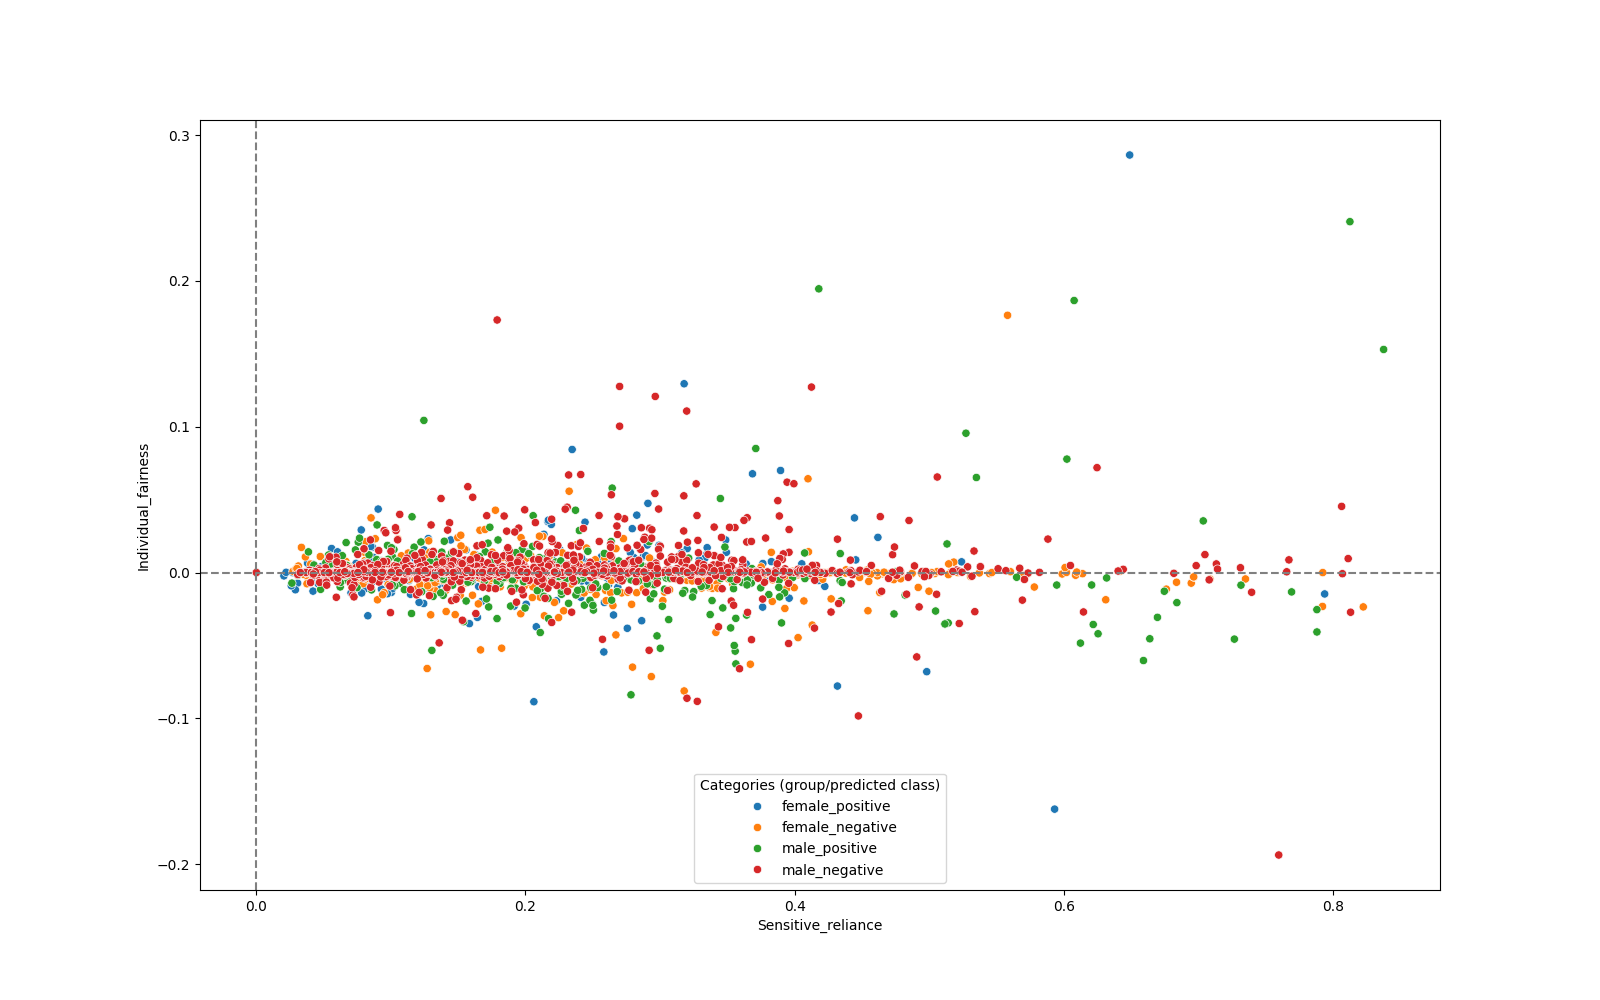 0.3
0.2
0.1
0.0
−0.1
−0.2
Individual_fairness
0.0 0.2 0.4 0.6 0.8
Sensitive_reliance
Categories (group/predicted class)
female_positive
female_negative
male_positive
male_negative